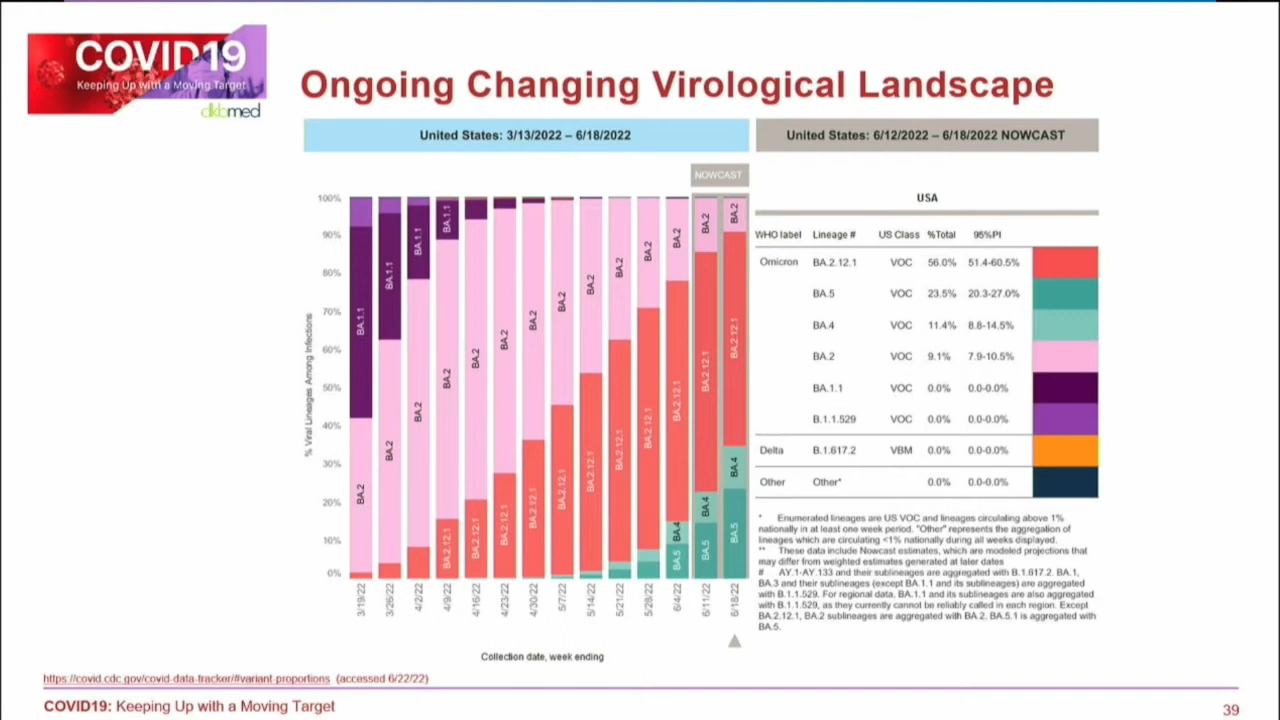 COVID19
Keeping Up with a Moving Target
dkbmed
Ongoing Changing Virological Landscape
United States: 3/13/2022 – 6/18/2022
United States: 6/12/2022 – 6/18/2022 NOWCAST
NOWCAST
% Viral Lineages Among Infections
100%
90%
80%
70%
60%
50%
40%
30%
20%
10%
0%
BA.2 BA.1.1
BA.2 BA.1.1
BA.2 BA.1.1
BA.2.12.1 BA.2 BA.1.1
BA.2.12.1 BA.2
BA.2.12.1 BA.2
BA.2.12.1 BA.2
BA.2.12.1 BA.2
BA.2.12.1 BA.2
BA.2.12.1 BA.2
BA.2.12.1 BA.2
BA.5 BA.4 BA.2.12.1 BA.2
BA.5 BA.4 BA.2.12.1 BA.2
BA.5 BA.4 BA.2.12.1 BA.2
3/19/22 3/26/22 4/2/22 4/9/22 4/16/22 4/23/22 4/30/22 5/7/22 5/14/22 5/21/22 5/28/22 6/4/22 6/11/22 6/18/22
Collection date, week ending
USA
WHO label Lineage # US Class %Total 95%PI
Omicron BA.2.12.1 VOC 56.0% 51.4-60.5%
BA.5 VOC 23.5% 20.3-27.0%
BA.4 VOC 11.4% 8.8-14.5%
BA.2 VOC 9.1% 7.9-10.5%
BA.1.1 VOC 0.0% 0.0-0.0%
B.1.1.529 VOC 0.0% 0.0-0.0%
Delta B.1.617.2 VBM 0.0% 0.0-0.0%
Other Other* 0.0% 0.0-0.0%
* Enumerated lineages are US VOC and lineages circulating above 1%
nationally in at least one week period. "Other" represents the aggregation of
lineages which are circulating <1% nationally during all weeks displayed.
** These data include Nowcast estimates, which are modeled projections that
may differ from weighted estimates generated at later dates
# AY.1-AY.133 and their sublineages are aggregated with B.1.617.2. BA.1,
BA.3 and their sublineages (except BA.1.1 and its sublineages) are aggregated
with B.1.1.529. For regional data, BA.1.1 and its sublineages are also aggregated
with B.1.1.529, as they currently cannot be reliably called in each region. Except
BA.2.12.1, BA.2 sublineages are aggregated with BA.2. BA.5.1 is aggregated with
BA.5.
https://covid.cdc.gov/covid-data-tracker/#variant-proportions (accessed 6/22/22)
COVID19: Keeping Up with a Moving Target
39